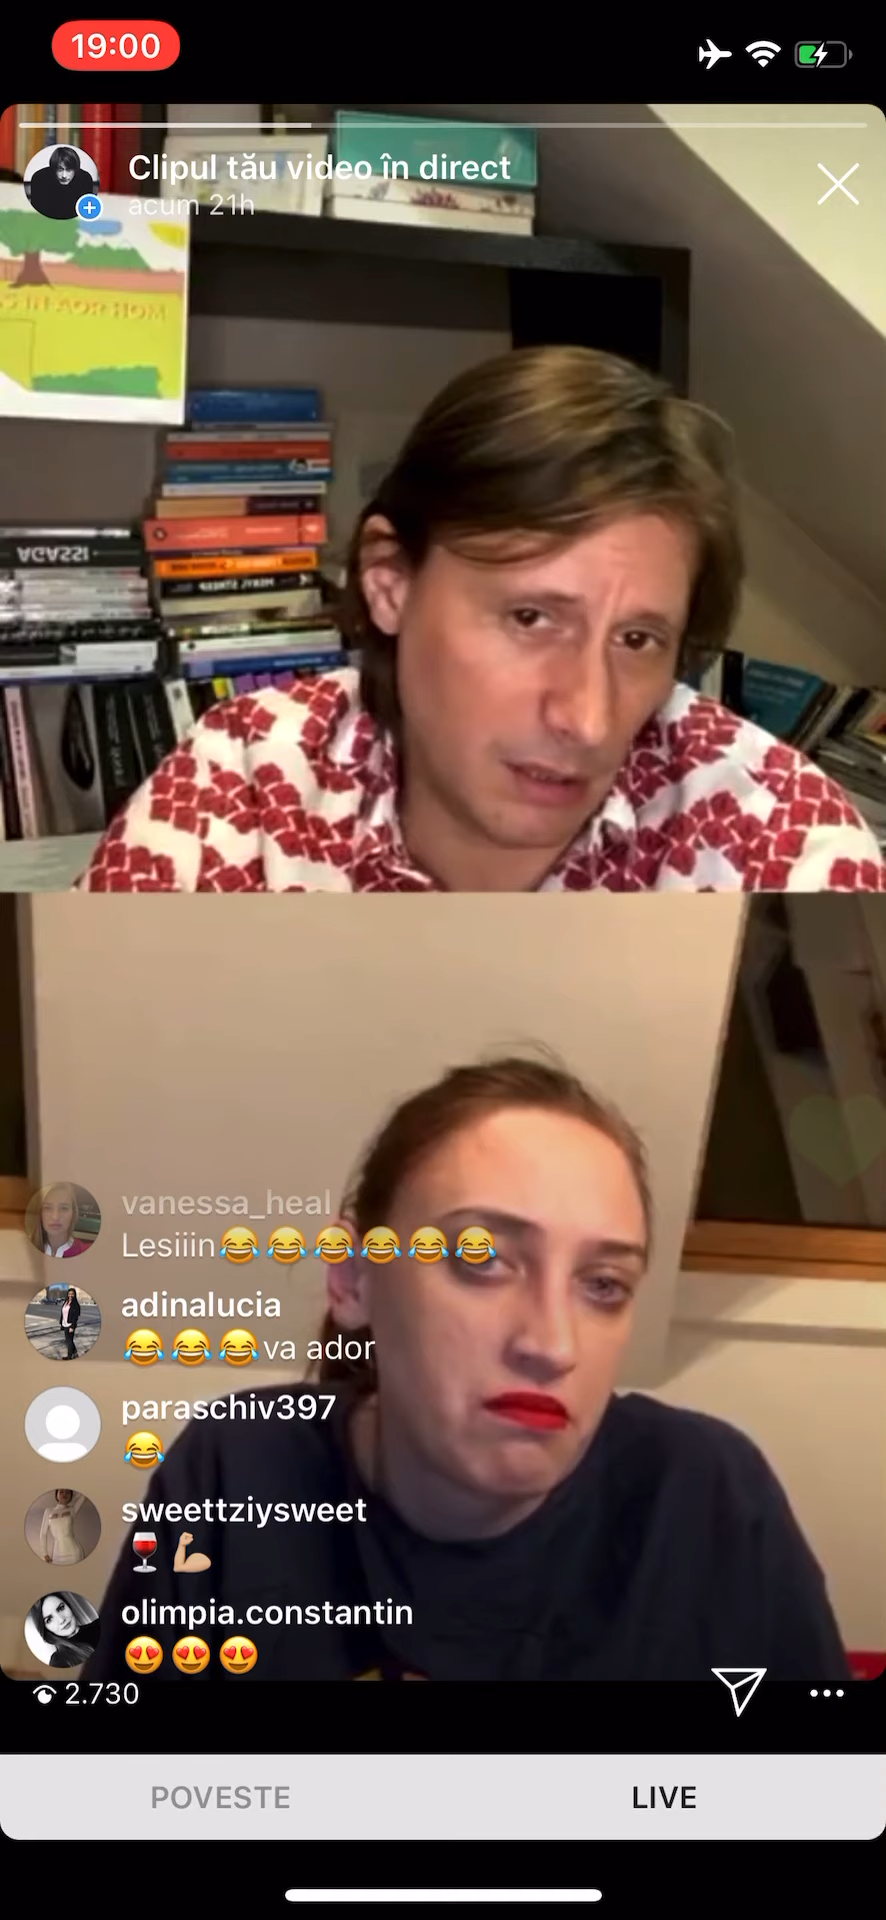 19:00
Clipul tău video în direct
acum 21h
AGASSI
vanessa_heal
Lesiiin😂😂😂😂😂😂
adinalucia
😂😂😂va ador
paraschiv397
😂
sweettziysweet
🍷💪🏼
olimpia.constantin
😍😍😍
2.730
POVESTE
LIVE